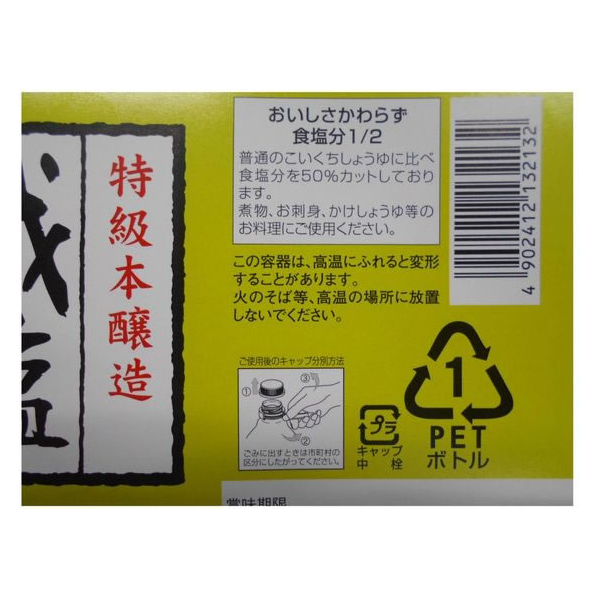 減塩
特級本醸造
おいしさかわらず
食塩分1/2
普通のこいくちしょうゆに比べ
食塩分を50%カットしており
ます。
煮物、お刺身、かけしょうゆ等の
お料理にご使用ください。
この容器は、高温にふれると変形
することがあります。
火のそば等、高温の場所に放置
しないでください。
4 902412 132132
ご使用後のキャップ分別方法
①
③
②
ごみに出すときは市町村の
区分にしたがってください。
プラ
キャップ
中 栓
1
PET
ボトル
賞味期限